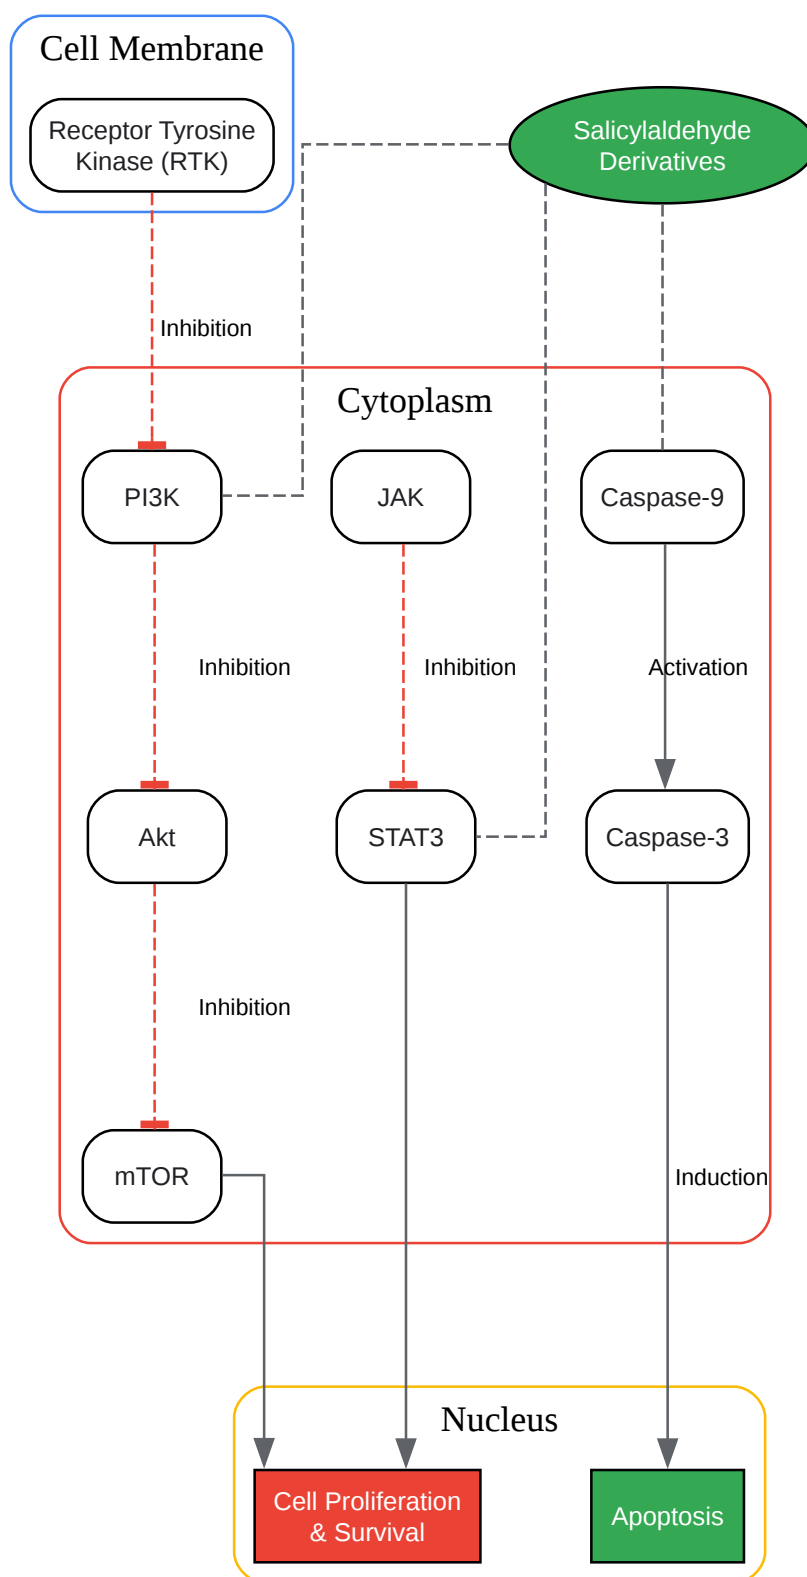 Cell Membrane
Receptor Tyrosine
Kinase (RTK)
Salicylaldehyde
Derivatives
Inhibition
Cytoplasm
PI3K
JAK
Caspase-9
Inhibition
Inhibition
Activation
Akt
STAT3
Caspase-3
Inhibition
mTOR
Induction
Nucleus
Cell Proliferation
& Survival
Apoptosis